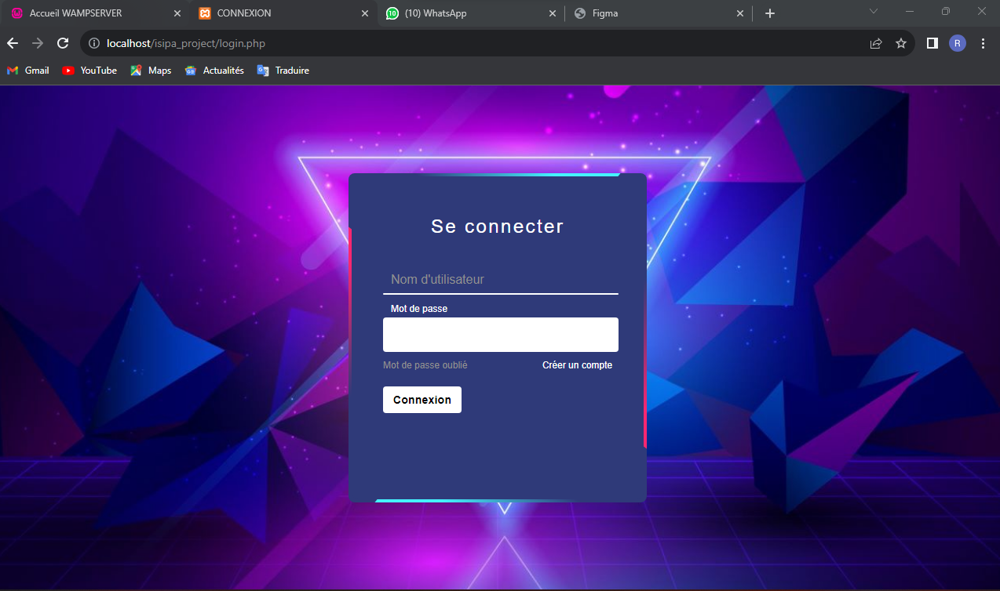 Accueil WAMPSERVER
CONNEXION
(10) WhatsApp
Figma
localhost/isipa_project/login.php
R
Gmail
YouTube
Maps
Actualités
Traduire
Se connecter
Nom d'utilisateur
Mot de passe
Mot de passe oublié
Créer un compte
Connexion